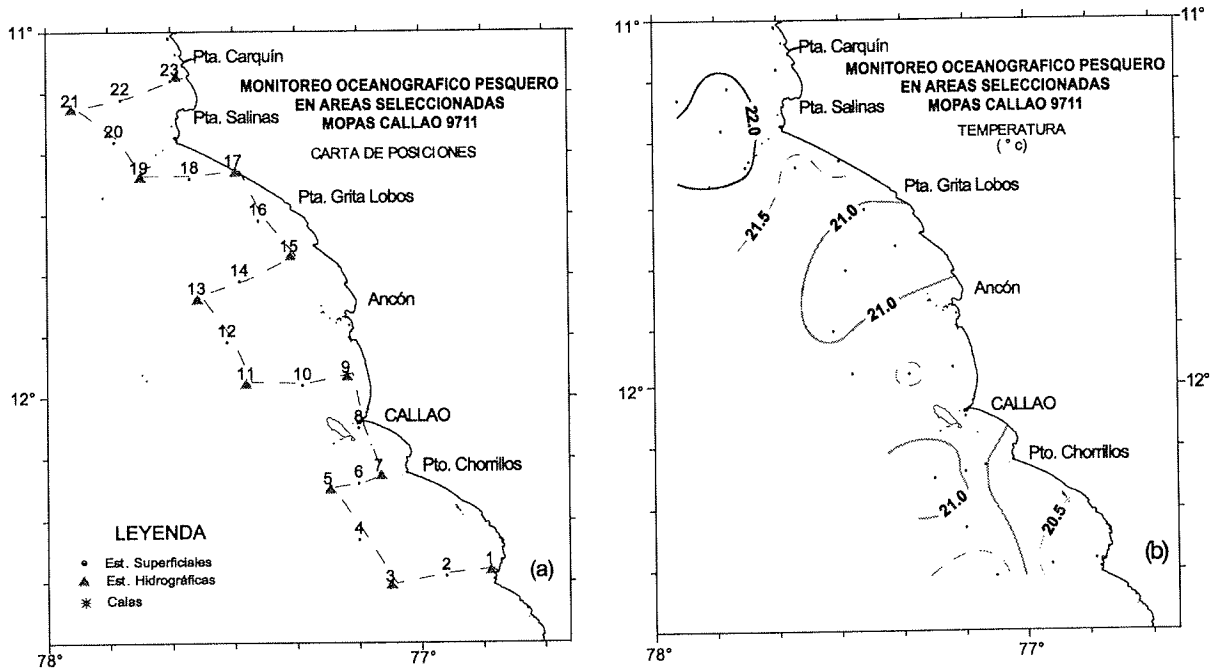 11°
Pta. Carquín
23
MONITOREO OCEANOGRAFICO PESQUERO
EN AREAS SELECCIONADAS
MOPAS CALLAO 9711
22
21
Pta. Salinas
20
CARTA DE POSICIONES
19
18
17
Pta. Grita Lobos
16
15
14
13
Ancón
12
11
10
9
12°
8
CALLAO
7
Pto. Chorrillos
6
5
4
LEYENDA
Est. Superficiales
Est. Hidrográficas
Calas
3
2
1
(a)
78°
77°
11°
11°
Pta. Carquín
MONITOREO OCEANOGRAFICO PESQUERO
EN AREAS SELECCIONADAS
MOPAS CALLAO 9711
Pta. Salinas
TEMPERATURA
(°c)
22.0
Pta. Grita Lobos
21.5
21.0
Ancón
21.0
12°
12°
CALLAO
Pto. Chorrillos
21.0
20.5
(b)
78°
77°